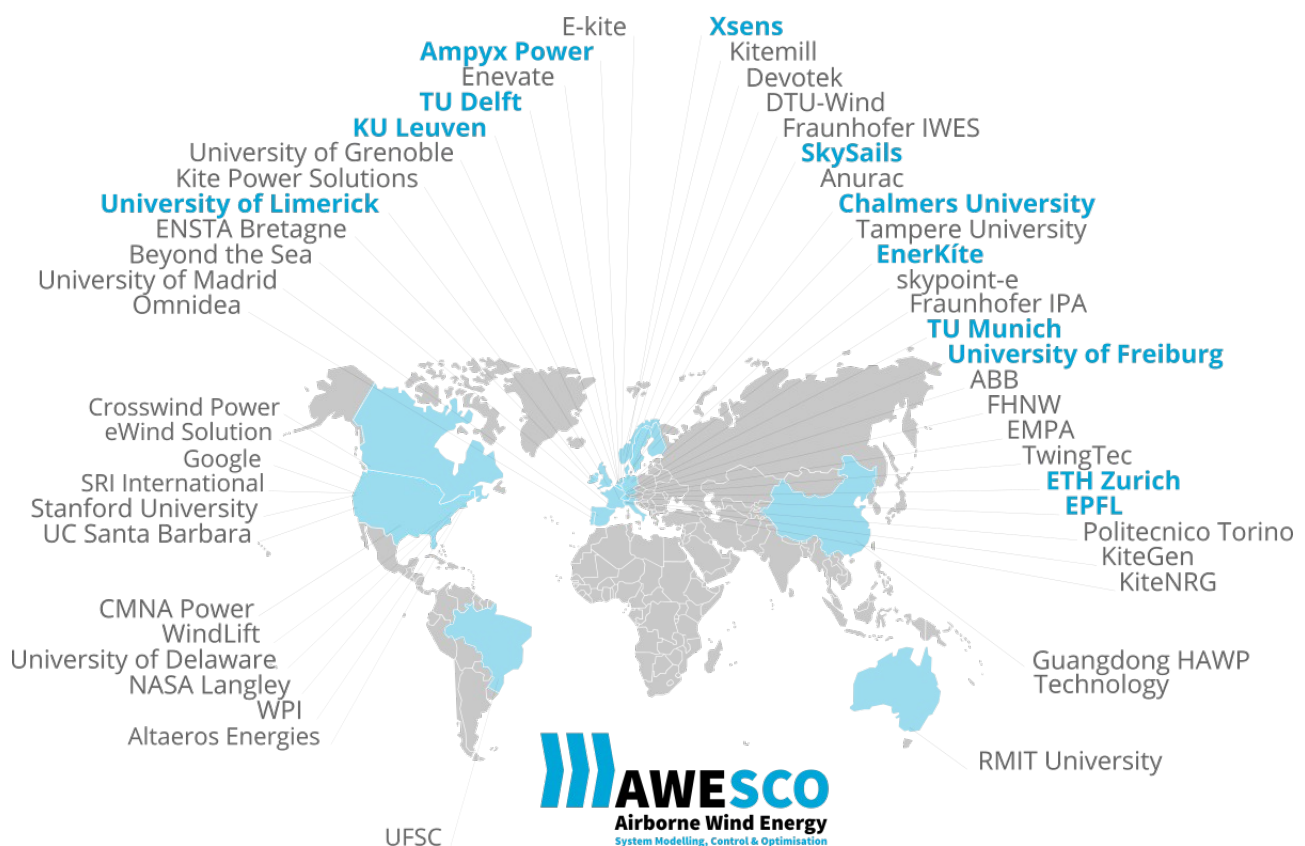 E-kite
Ampyx Power
Enevate
TU Delft
KU Leuven
University of Grenoble
Kite Power Solutions
University of Limerick
ENSTA Bretagne
Beyond the Sea
University of Madrid
Omnidea
Xsens
Kitemill
Devotek
DTU-Wind
Fraunhofer IWES
SkySails
Anurac
Chalmers University
Tampere University
EnerKíte
skypoint-e
Fraunhofer IPA
TU Munich
University of Freiburg
ABB
FHNW
EMPA
TwingTec
ETH Zurich
EPFL
Politecnico Torino
KiteGen
KiteNRG
Crosswind Power
eWind Solution
Google
SRI International
Stanford University
UC Santa Barbara
CMNA Power
WindLift
University of Delaware
NASA Langley
WPI
Altaeros Energies
UFSC
Guangdong HAWP
Technology
RMIT University
AWESCO
Airborne Wind Energy
System Modelling, Control & Optimisation